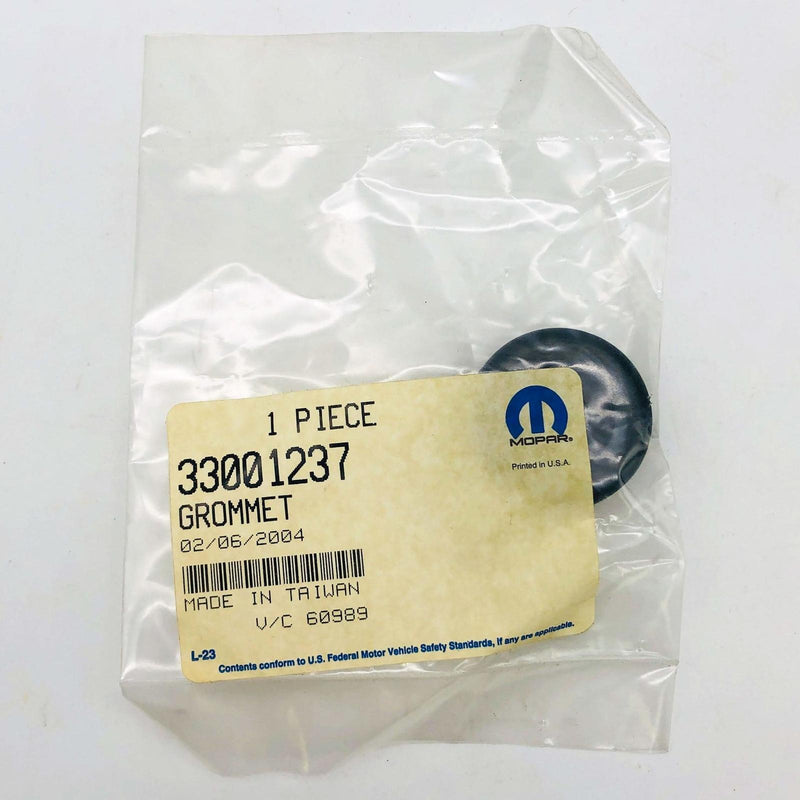 1 PIECE
33001237
GROMMET
02/06/2004
MADE IN TAIWAN
V/C 60989
L-23
Contents conform to U.S. Federal Motor Vehicle Safety Standards, if any are applicable.
M
MOPAR®
Printed in U.S.A.